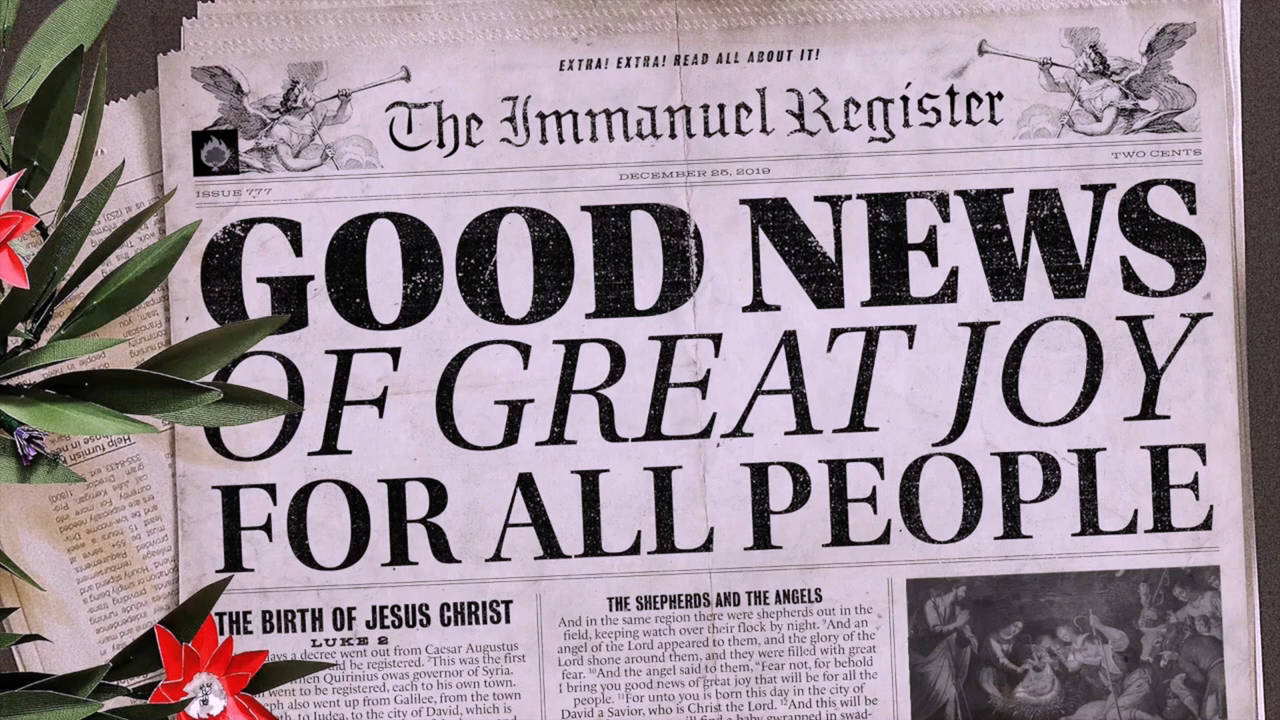 EXTRA! EXTRA! READ ALL ABOUT IT!
The Immanuel Register
TWO CENTS
DECEMBER 25, 2019
ISSUE 777
GOOD NEWS
OF GREAT JOY
FOR ALL PEOPLE
THE BIRTH OF JESUS CHRIST
LUKE 2
days a decree went out from Caesar Augustus
be registered. ²This was the first
when Quirinius owas governor of Syria.
went to be registered, each to his own town.
also went up from Galilee, from the town
to Judea, to the city of David, which is
THE SHEPHERDS AND THE ANGELS
And in the same region there were shepherds out in the
field, keeping watch over their flock by night. ⁹And an
angel of the Lord appeared to them, and the glory of the
Lord shone around them, and they were filled with great
fear. ¹⁰And the angel said to them, “Fear not, for behold
I bring you good news of great joy that will be for all the
people. ¹¹For unto you is born this day in the city of
David a Savior, who is Christ the Lord. ¹²And this will be
find a baby swrapped in swad-
Help furnish